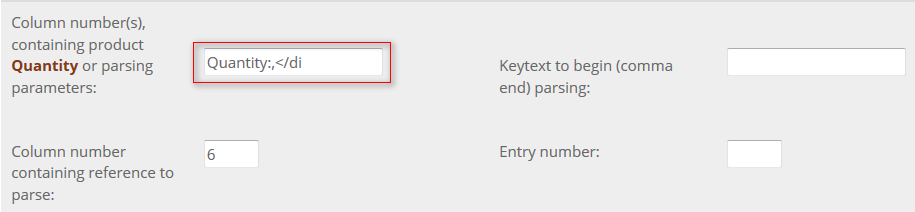 Column number(s),
containing product
Quantity or parsing
parameters:
Quantity:,</di
Keytext to begin (comma
end) parsing:
Column number
containing reference to
parse:
6
Entry number: